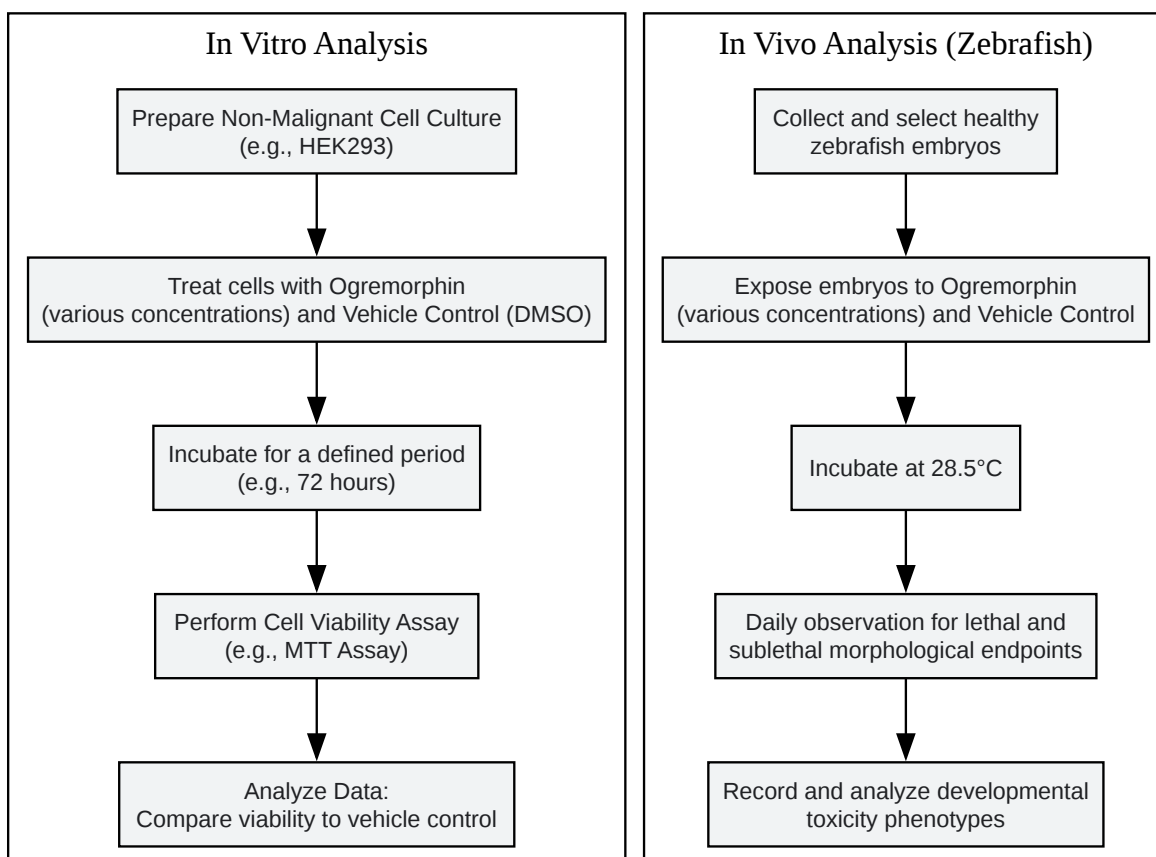 In Vitro Analysis
Prepare Non-Malignant Cell Culture
(e.g., HEK293)
Treat cells with Ogremorphin
(various concentrations) and Vehicle Control (DMSO)
Incubate for a defined period
(e.g., 72 hours)
Perform Cell Viability Assay
(e.g., MTT Assay)
Analyze Data:
Compare viability to vehicle control
In Vivo Analysis (Zebrafish)
Collect and select healthy
zebrafish embryos
Expose embryos to Ogremorphin
(various concentrations) and Vehicle Control
Incubate at 28.5°C
Daily observation for lethal and
sublethal morphological endpoints
Record and analyze developmental
toxicity phenotypes